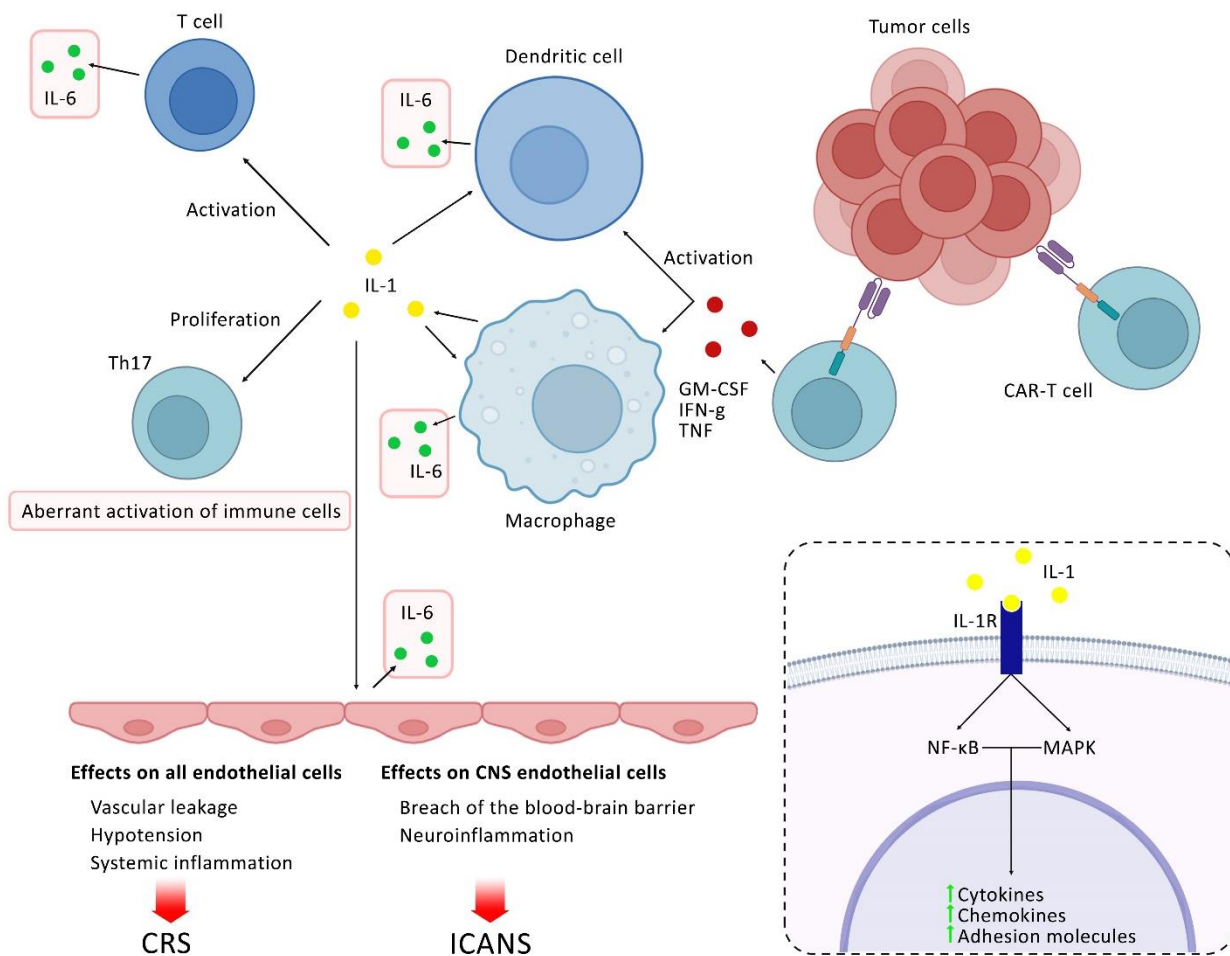 T cell
IL-6
Dendritic cell
IL-6
Tumor cells
Activation
IL-1
Activation
Proliferation
Th17
GM-CSF
IFN-g
TNF
CAR-T cell
IL-6
Macrophage
Aberrant activation of immune cells
IL-6
Effects on all endothelial cells
Vascular leakage
Hypotension
Systemic inflammation
CRS
Effects on CNS endothelial cells
Breach of the blood-brain barrier
Neuroinflammation
ICANS
IL-1
IL-1R
NF-κB
MAPK
↑Cytokines
↑Chemokines
↑Adhesion molecules